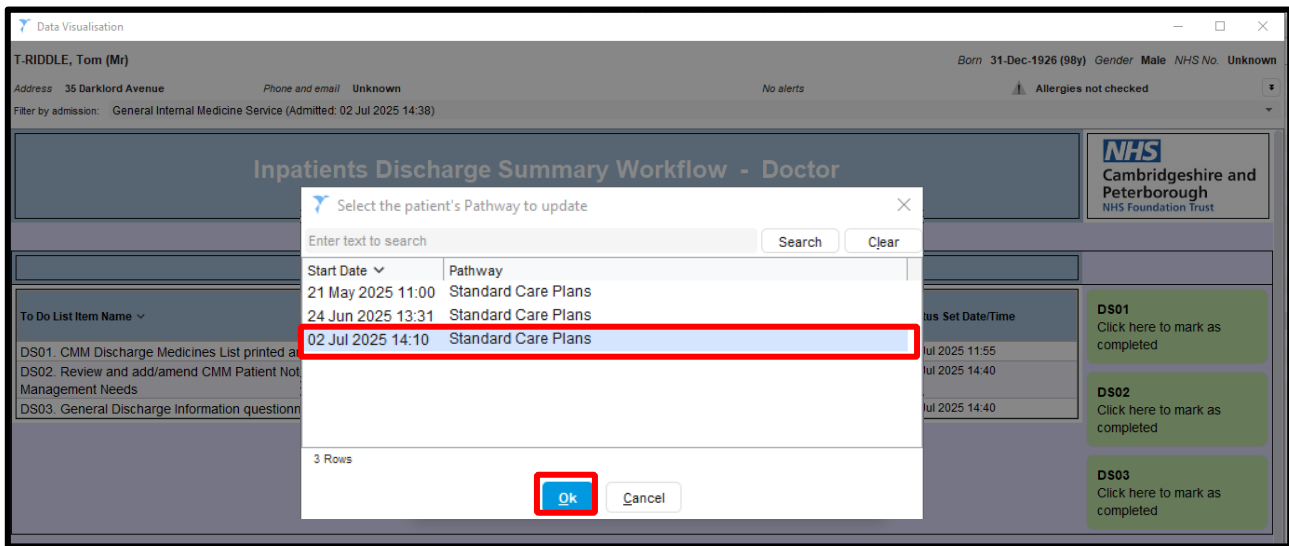 Data Visualisation
T-RIDDLE, Tom (Mr) Born 31-Dec-1926 (98y) Gender Male NHS No. Unknown
Address 35 Darklord Avenue Phone and email Unknown No alerts Allergies not checked
Filter by admission: General Internal Medicine Service (Admitted: 02 Jul 2025 14:38)
Inpatients Discharge Summary Workflow - Doctor
NHS
Cambridgeshire and
Peterborough
NHS Foundation Trust
Select the patient's Pathway to update
Enter text to search Search Clear
Start Date Pathway
21 May 2025 11:00 Standard Care Plans
24 Jun 2025 13:31 Standard Care Plans
02 Jul 2025 14:10 Standard Care Plans
3 Rows
Ok Cancel
To Do List Item Name
tus Set Date/Time
DS01. CMM Discharge Medicines List printed
Jul 2025 11:55
DS02. Review and add/amend CMM Patient Not
Jul 2025 14:40
Management Needs
DS03. General Discharge Information questionn
Jul 2025 14:40
DS01
Click here to mark as
completed
DS02
Click here to mark as
completed
DS03
Click here to mark as
completed